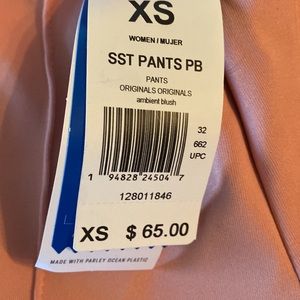 XS
WOMEN / MUJER
SST PANTS PB
PANTS
ORIGINALS ORIGINALS
ambient blush
32
662
UPC
1 94828 24504 7
128011846
XS $ 65.00
MADE WITH PARLEY OCEAN PLASTIC